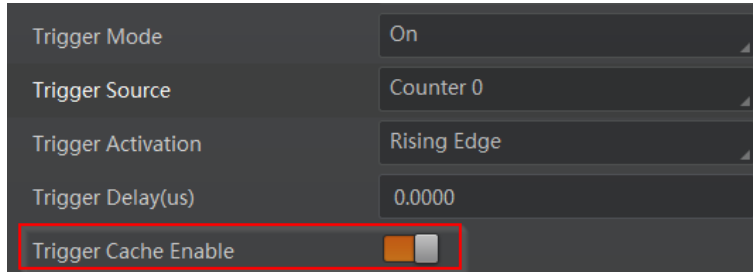 Trigger Mode On
Trigger Source Counter 0
Trigger Activation Rising Edge
Trigger Delay(us) 0.0000
Trigger Cache Enable